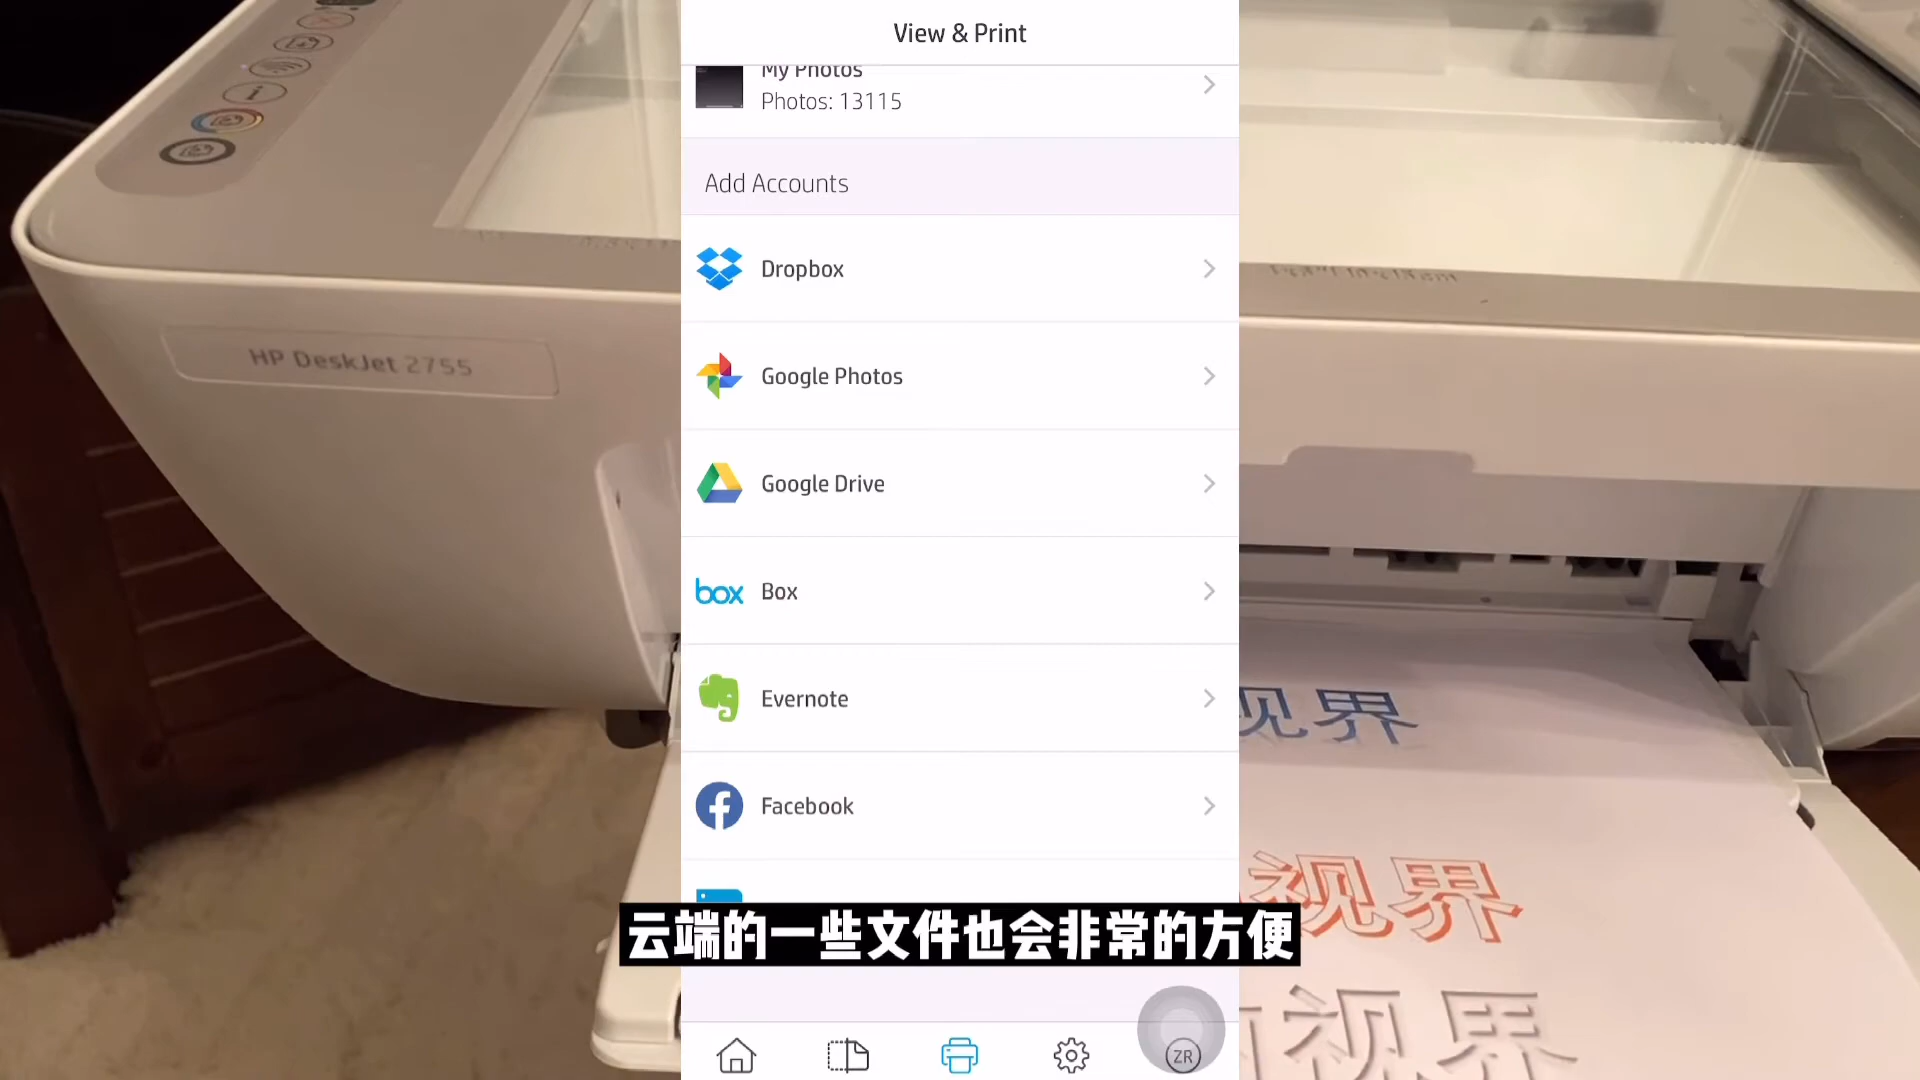 View & Print
My Photos
Photos: 13115
Add Accounts
Dropbox
Google Photos
Google Drive
box
Box
Evernote
Facebook
HP DeskJet 2755
视界
视界
视界
云端的一些文件也会非常的方便
ZR